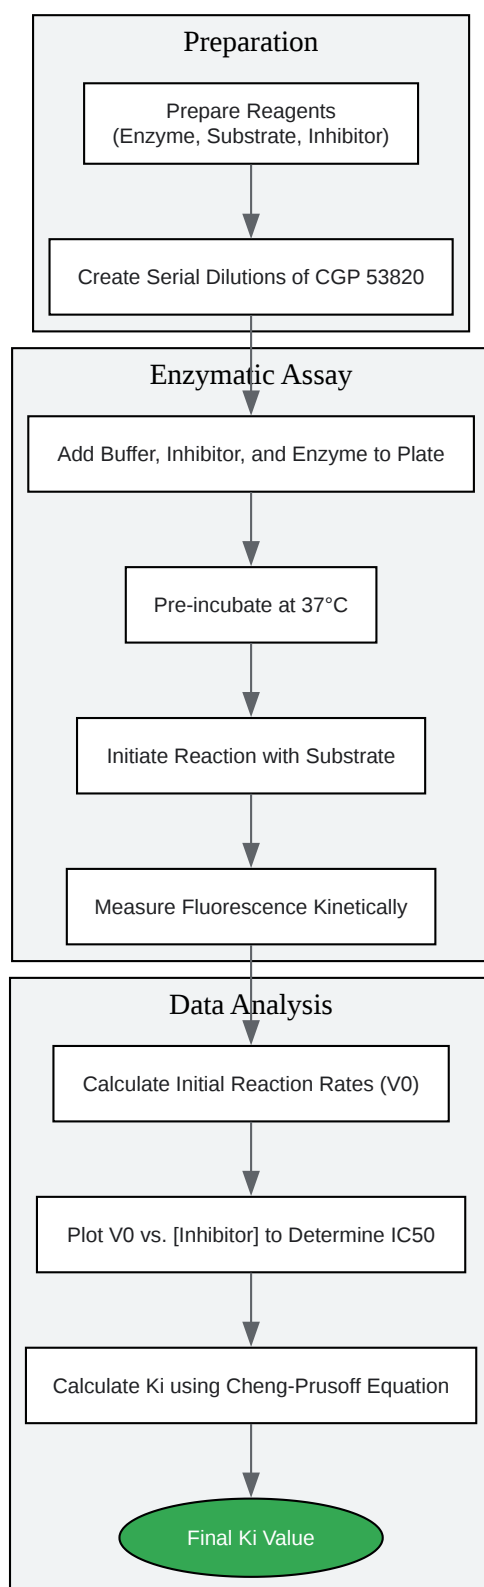 Preparation
Prepare Reagents
(Enzyme, Substrate, Inhibitor)
Create Serial Dilutions of CGP 53820
Enzymatic Assay
Add Buffer, Inhibitor, and Enzyme to Plate
Pre-incubate at 37°C
Initiate Reaction with Substrate
Measure Fluorescence Kinetically
Data Analysis
Calculate Initial Reaction Rates (V0)
Plot V0 vs. [Inhibitor] to Determine IC50
Calculate Ki using Cheng-Prusoff Equation
Final Ki Value